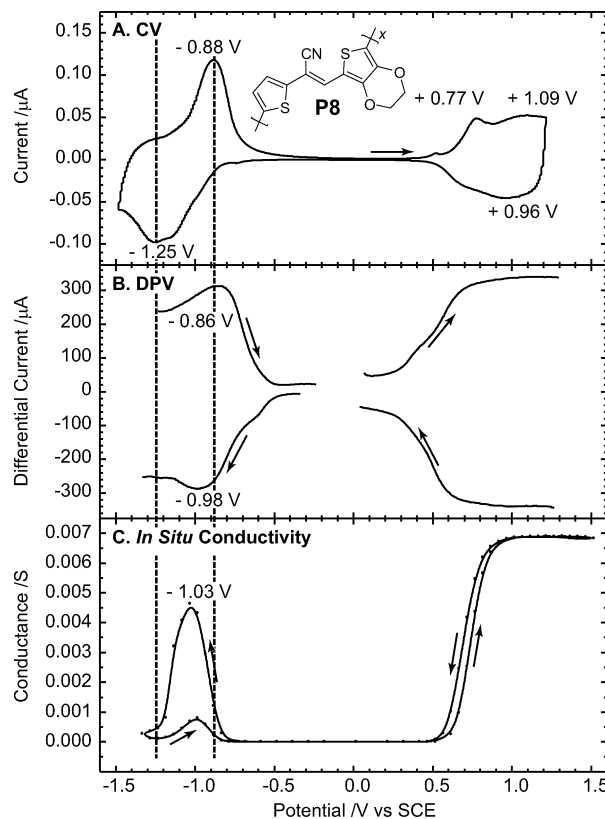 A. CV
- 0.88 V
CN
S
S
x
O
O
P8
+ 0.77 V
+ 1.09 V
+ 0.96 V
- 1.25 V
0.15
0.10
0.05
0.00
-0.05
-0.10
Current /µA
B. DPV
- 0.86 V
- 0.98 V
300
200
100
0
-100
-200
-300
Differential Current /µA
C. In Situ Conductivity
- 1.03 V
0.007
0.006
0.005
0.004
0.003
0.002
0.001
0.000
Conductance /S
-1.5 -1.0 -0.5 0.0 0.5 1.0 1.5
Potential /V vs SCE